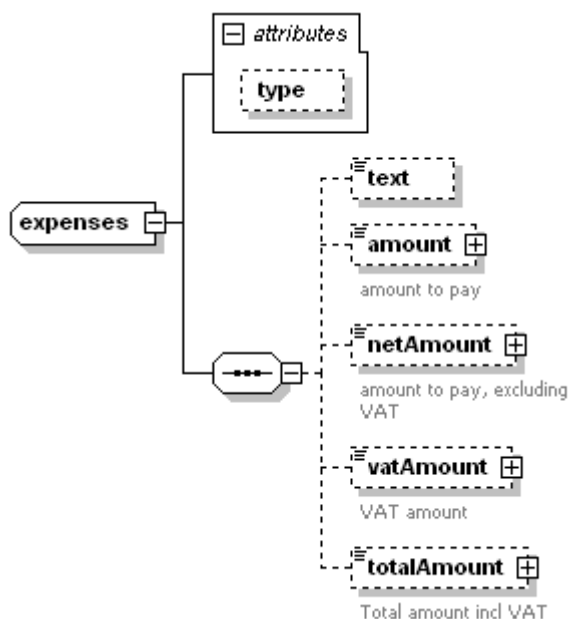 attributes
type
expenses
text
amount
amount to pay
netAmount
amount to pay, excluding
VAT
vatAmount
VAT amount
totalAmount
Total amount incl VAT